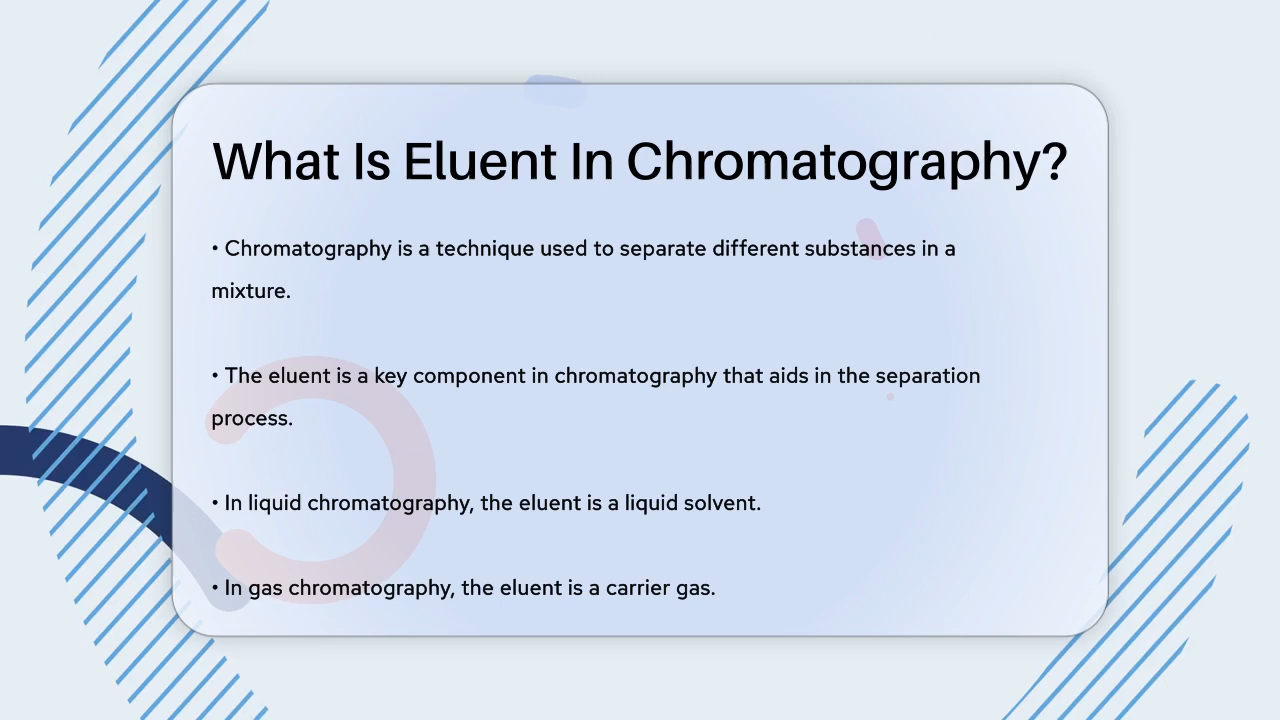 What Is Eluent In Chromatography?
• Chromatography is a technique used to separate different substances in a
mixture.
• The eluent is a key component in chromatography that aids in the separation
process.
• In liquid chromatography, the eluent is a liquid solvent.
• In gas chromatography, the eluent is a carrier gas.